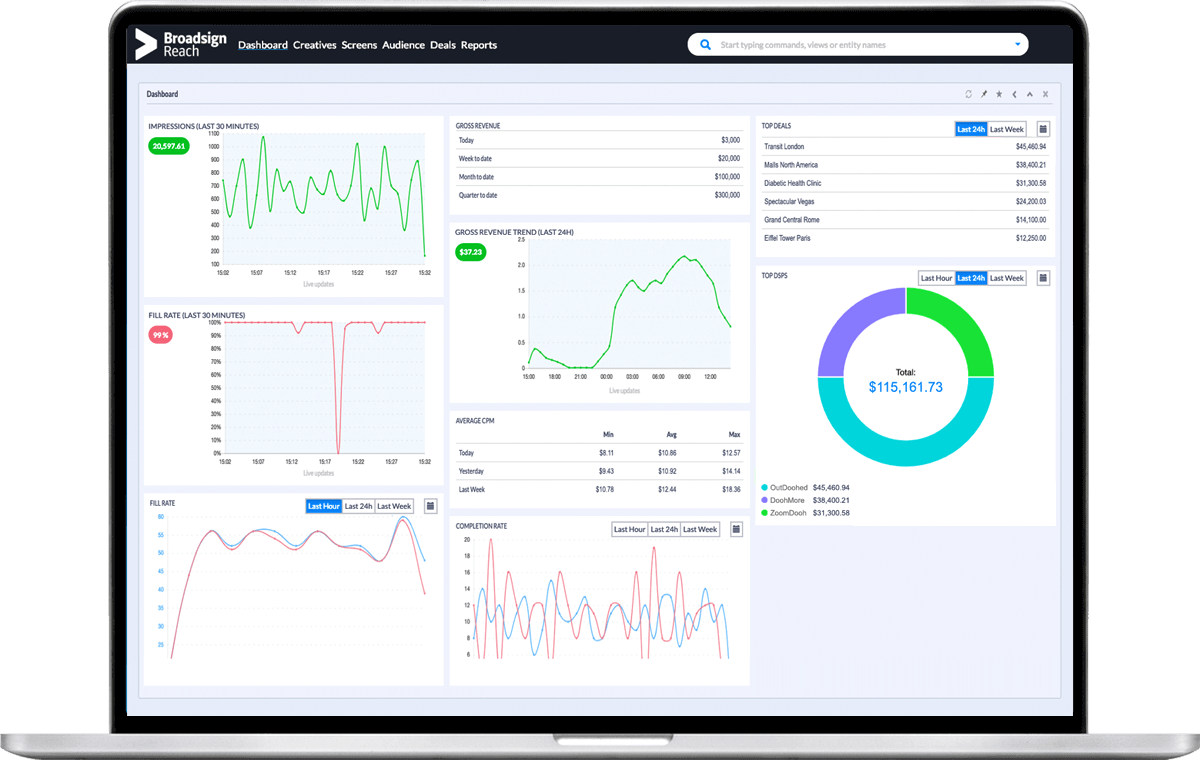 Broadsign
Reach
Dashboard Creatives Screens Audience Deals Reports
Start typing commands, views or entity names
Dashboard
IMPRESSIONS (LAST 30 MINUTES)
20,597.61
1100
1000
900
800
700
600
500
400
300
200
100
15:02 15:07 15:12 15:17 15:22 15:27 15:32
Live updates
FILL RATE (LAST 30 MINUTES)
99 %
100%
90%
80%
70%
60%
50%
40%
30%
20%
10%
0%
15:02 15:07 15:12 15:17 15:22 15:22 15:32
Live updates
FILL RATE
Last Hour Last 24h Last Week
60
55
50
45
40
35
30
25
GROSS REVENUE
Today $3,000
Week to date $20,000
Month to date $100,000
Quarter to date $300,000
GROSS REVENUE TREND (LAST 24H)
$37.23
2.5
2.0
1.5
1.0
0.5
0
15:00 18:00 21:00 00:00 03:00 06:00 09:00 12:00
Live updates
AVERAGE CPM
Min Avg Max
Today $8.11 $10.86 $12.57
Yesterday $9.43 $10.92 $14.14
Last Week $10.78 $12.44 $18.36
COMPLETION RATE
Last Hour Last 24h Last Week
20
18
16
14
12
10
8
6
TOP DEALS
Last 24h Last Week
Transit London $45,460.94
Malls North America $38,400.21
Diabetic Health Clinic $31,300.58
Spectacular Vegas $24,200.03
Grand Central Rome $14,100.00
Eiffel Tower Paris $12,250.00
TOP DSPS
Last Hour Last 24h Last Week
Total:
$115,161.73
OutDoohed $45,460.94
DoohMore $38,400.21
ZoomDooh $31,300.58